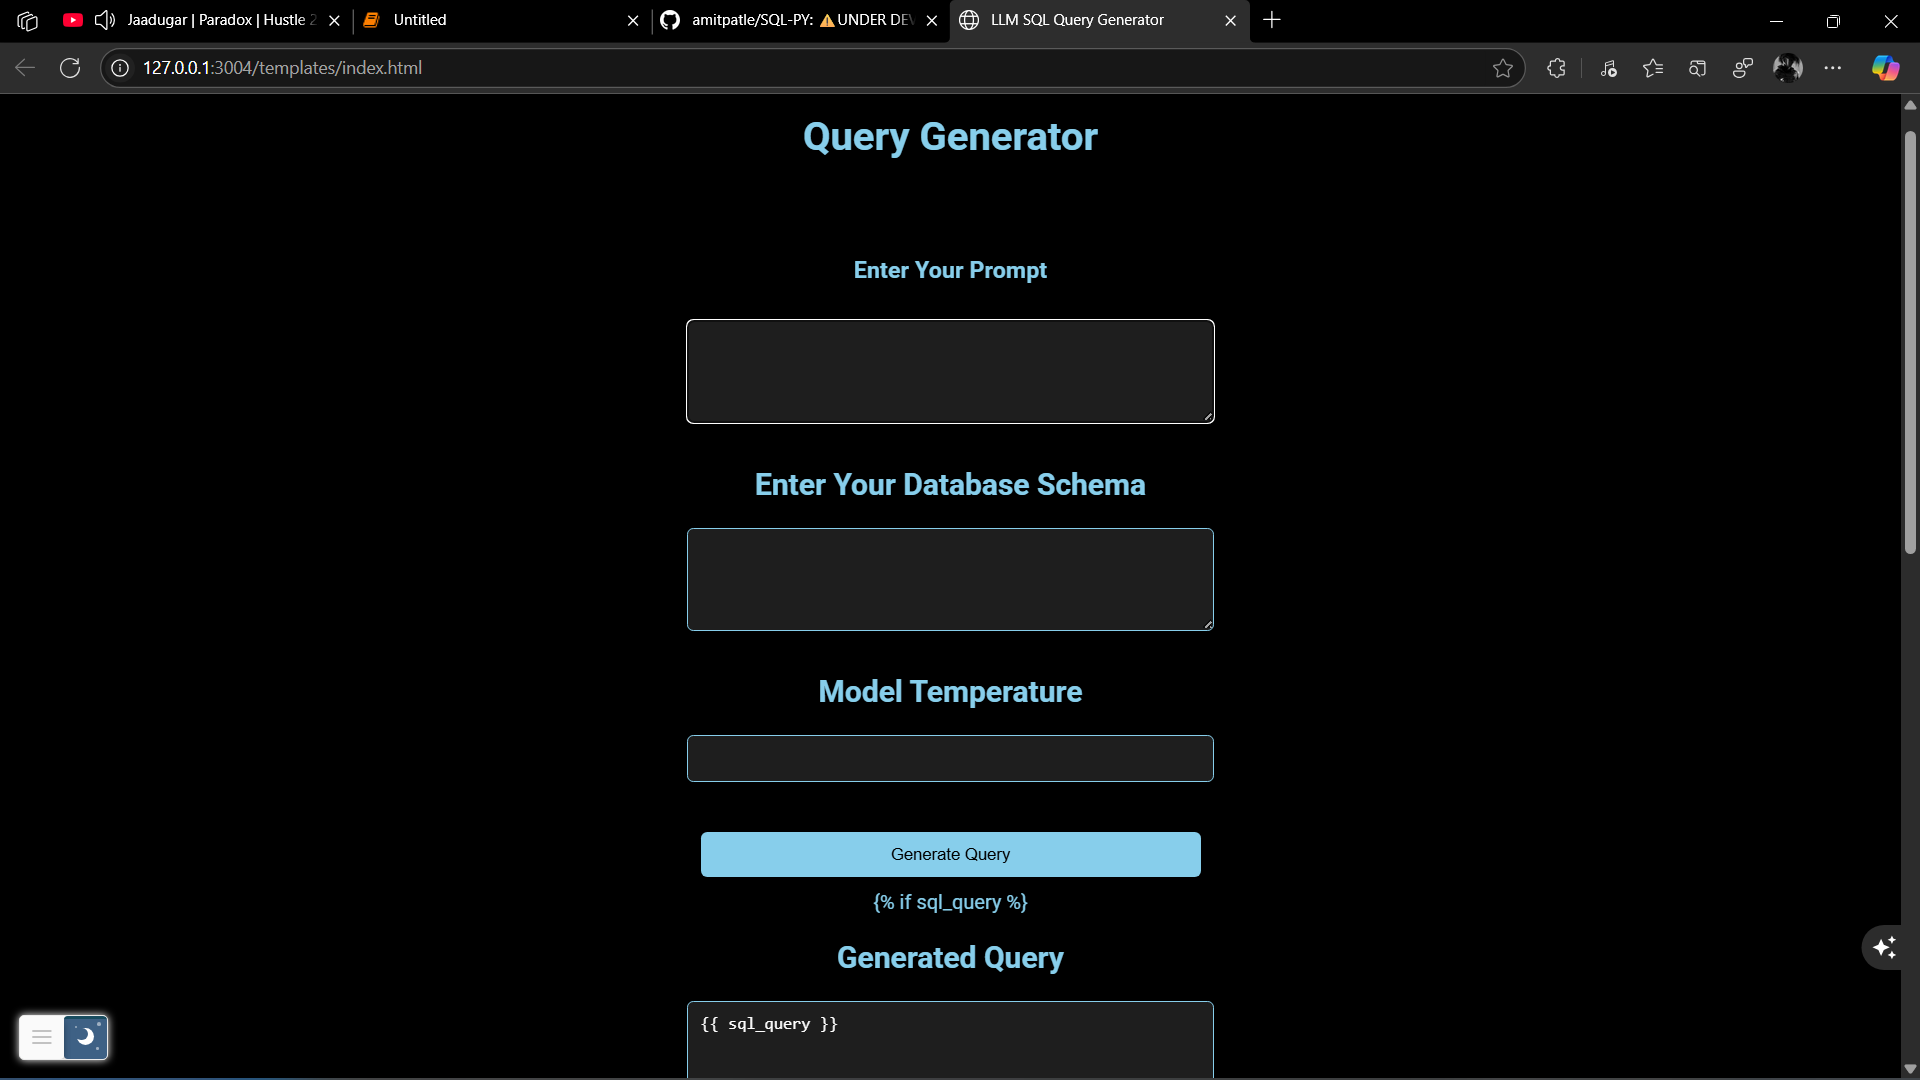 Jaadugar | Paradox | Hustle 2
Untitled
amitpatle/SQL-PY: ⚠UNDER DEV
LLM SQL Query Generator
127.0.0.1:3004/templates/index.html
Query Generator
Enter Your Prompt
Enter Your Database Schema
Model Temperature
Generate Query
{% if sql_query %}
Generated Query
{{ sql_query }}